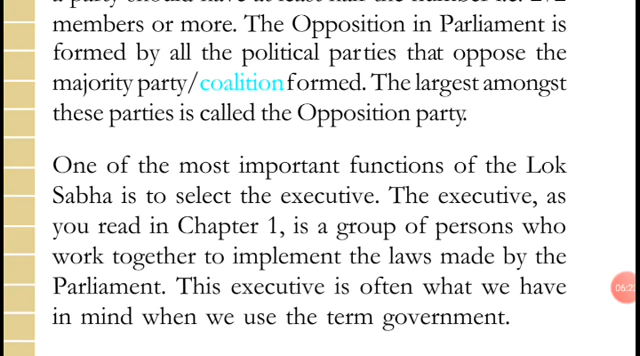 members or more. The Opposition in Parliament is
formed by all the political parties that oppose the
majority party/coalition formed. The largest amongst
these parties is called the Opposition party.
One of the most important functions of the Lok
Sabha is to select the executive. The executive, as
you read in Chapter 1, is a group of persons who
work together to implement the laws made by the
Parliament. This executive is often what we have
in mind when we use the term government.